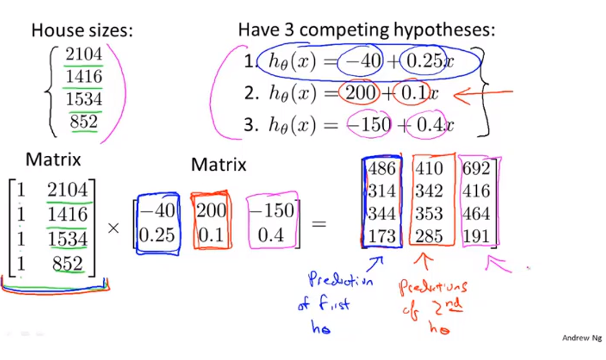 House sizes:
Have 3 competing hypotheses:
2104
1416
1534
852
1. hθ(x) = −40 + 0.25x
2. hθ(x) = 200 + 0.1x
3. hθ(x) = −150 + 0.4x
Matrix
Matrix
1 2104
1 1416
1 1534
1 852
×
−40 200 −150
0.25 0.1 0.4
=
486 410 692
314 342 416
344 353 464
173 285 191
Prediction
of first
hθ
Predictions
of 2nd
hθ
Andrew Ng